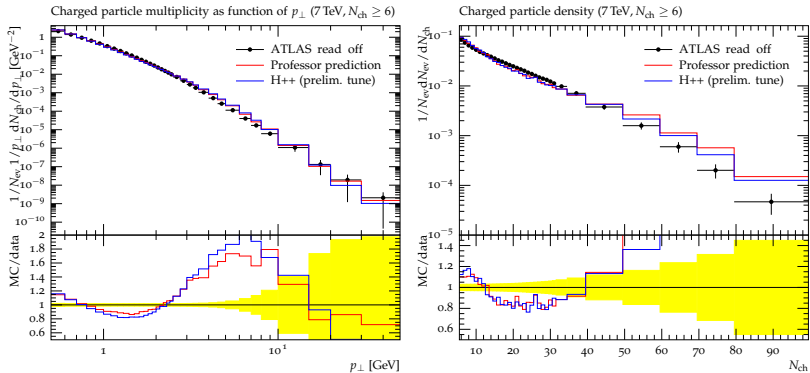 Charged particle multiplicity as function of p⊥ (7 TeV, Nch ≥ 6)
1/Nev 1/p⊥ dNch/dp⊥ [GeV−2]
1
10−1
10−2
10−3
10−4
10−5
10−6
10−7
10−8
10−9
10−10
ATLAS read off
Professor prediction
H++ (prelim. tune)
MC/data
2
1.8
1.6
1.4
1.2
1
0.8
0.6
1
10 1
p⊥ [GeV]
Charged particle density (7 TeV, Nch ≥ 6)
1/Nev dNev/dNch
10−1
10−2
10−3
10−4
10−5
ATLAS read off
Professor prediction
H++ (prelim. tune)
MC/data
1.4
1.2
1
0.8
0.6
10 20 30 40 50 60 70 80 90
Nch